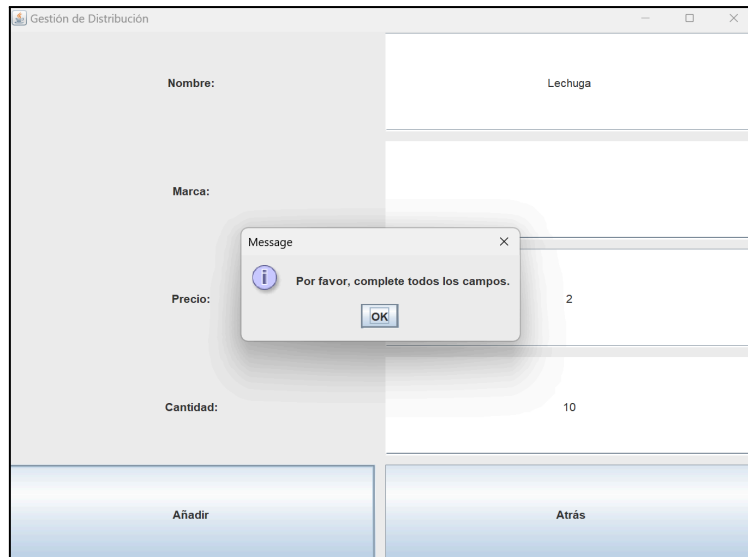 Gestión de Distribución
Nombre:
Lechuga
Marca:
Message
Por favor, complete todos los campos.
OK
Precio:
2
Cantidad:
10
Añadir
Atrás